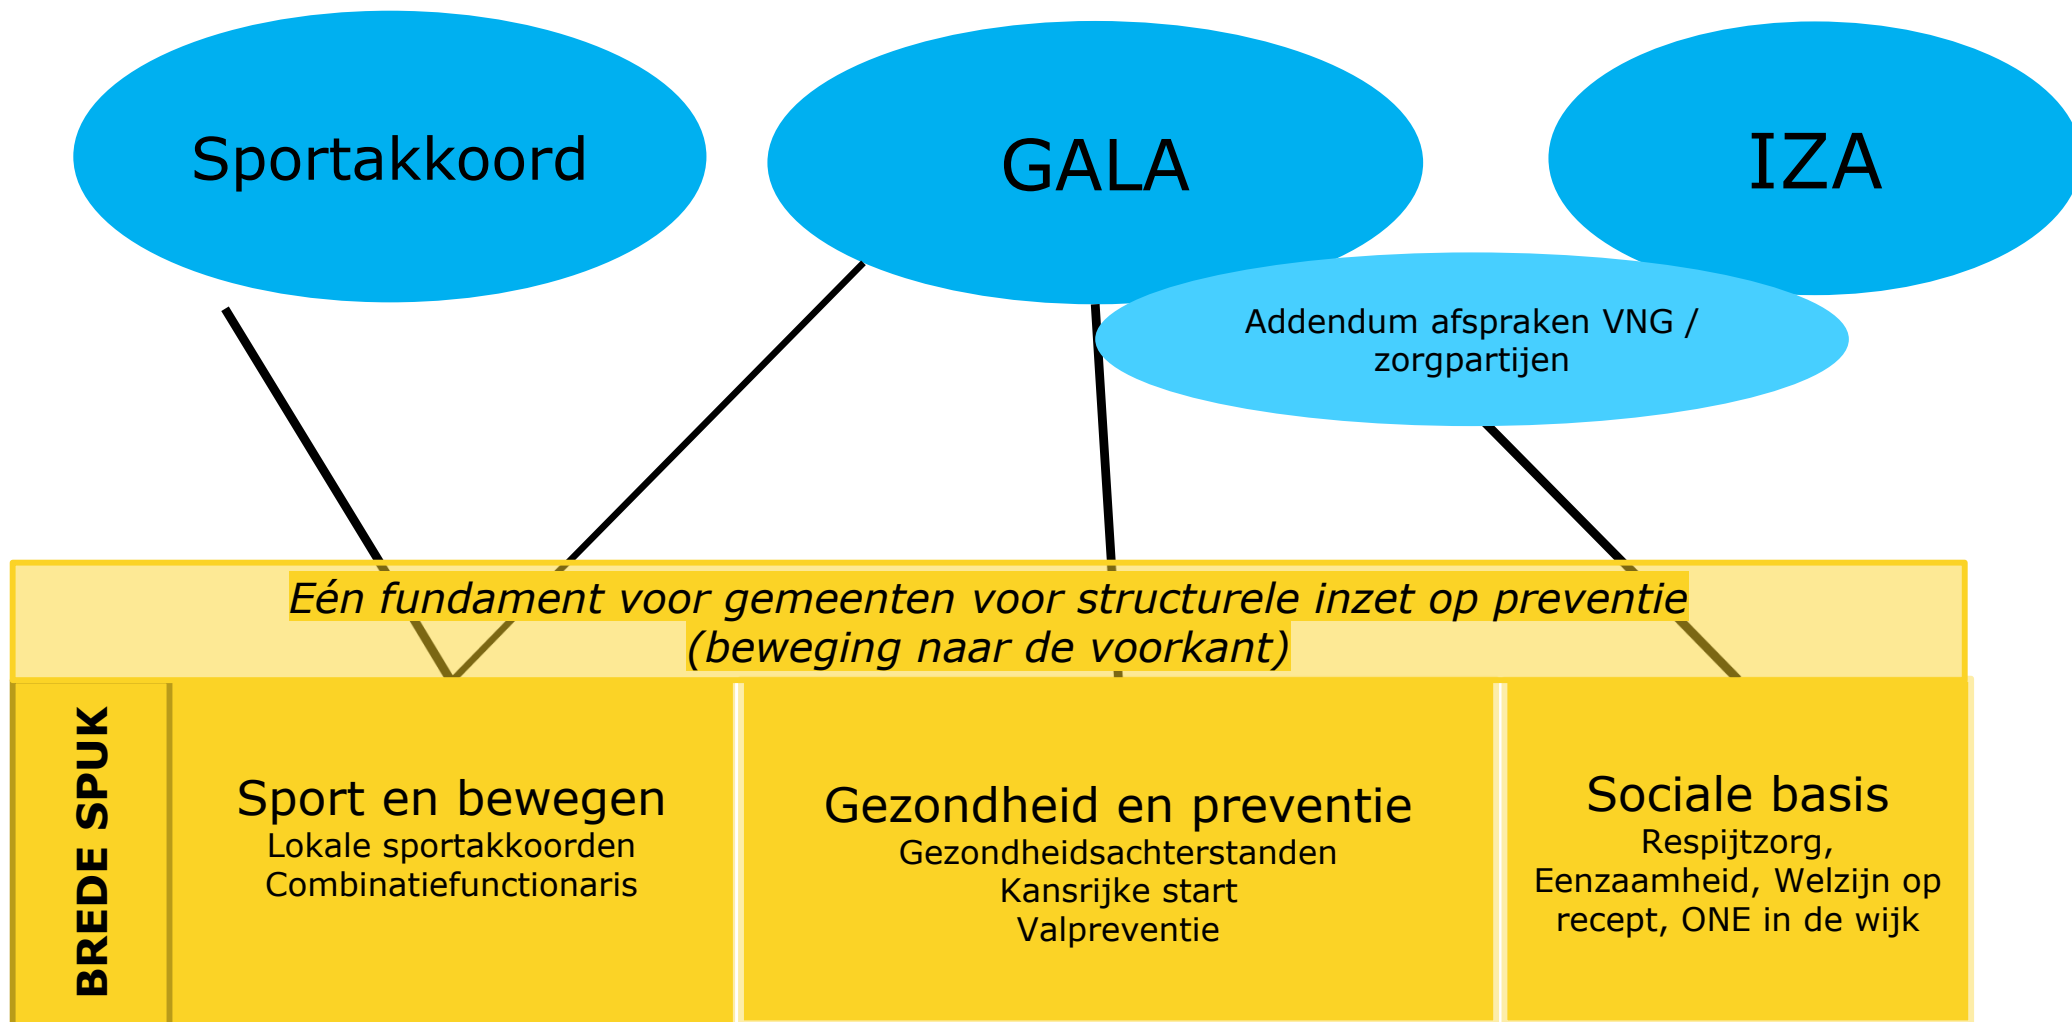 Sportakkoord
GALA
IZA
Addendum afspraken VNG /
zorgpartijen
Eén fundament voor gemeenten voor structurele inzet op preventie
(beweging naar de voorkant)
BREDE SPUK
Sport en bewegen
Lokale sportakkoorden
Combinatiefunctionaris
Gezondheid en preventie
Gezondheidsachterstanden
Kansrijke start
Valpreventie
Sociale basis
Respijtzorg,
Eenzaamheid, Welzijn op
recept, ONE in de wijk